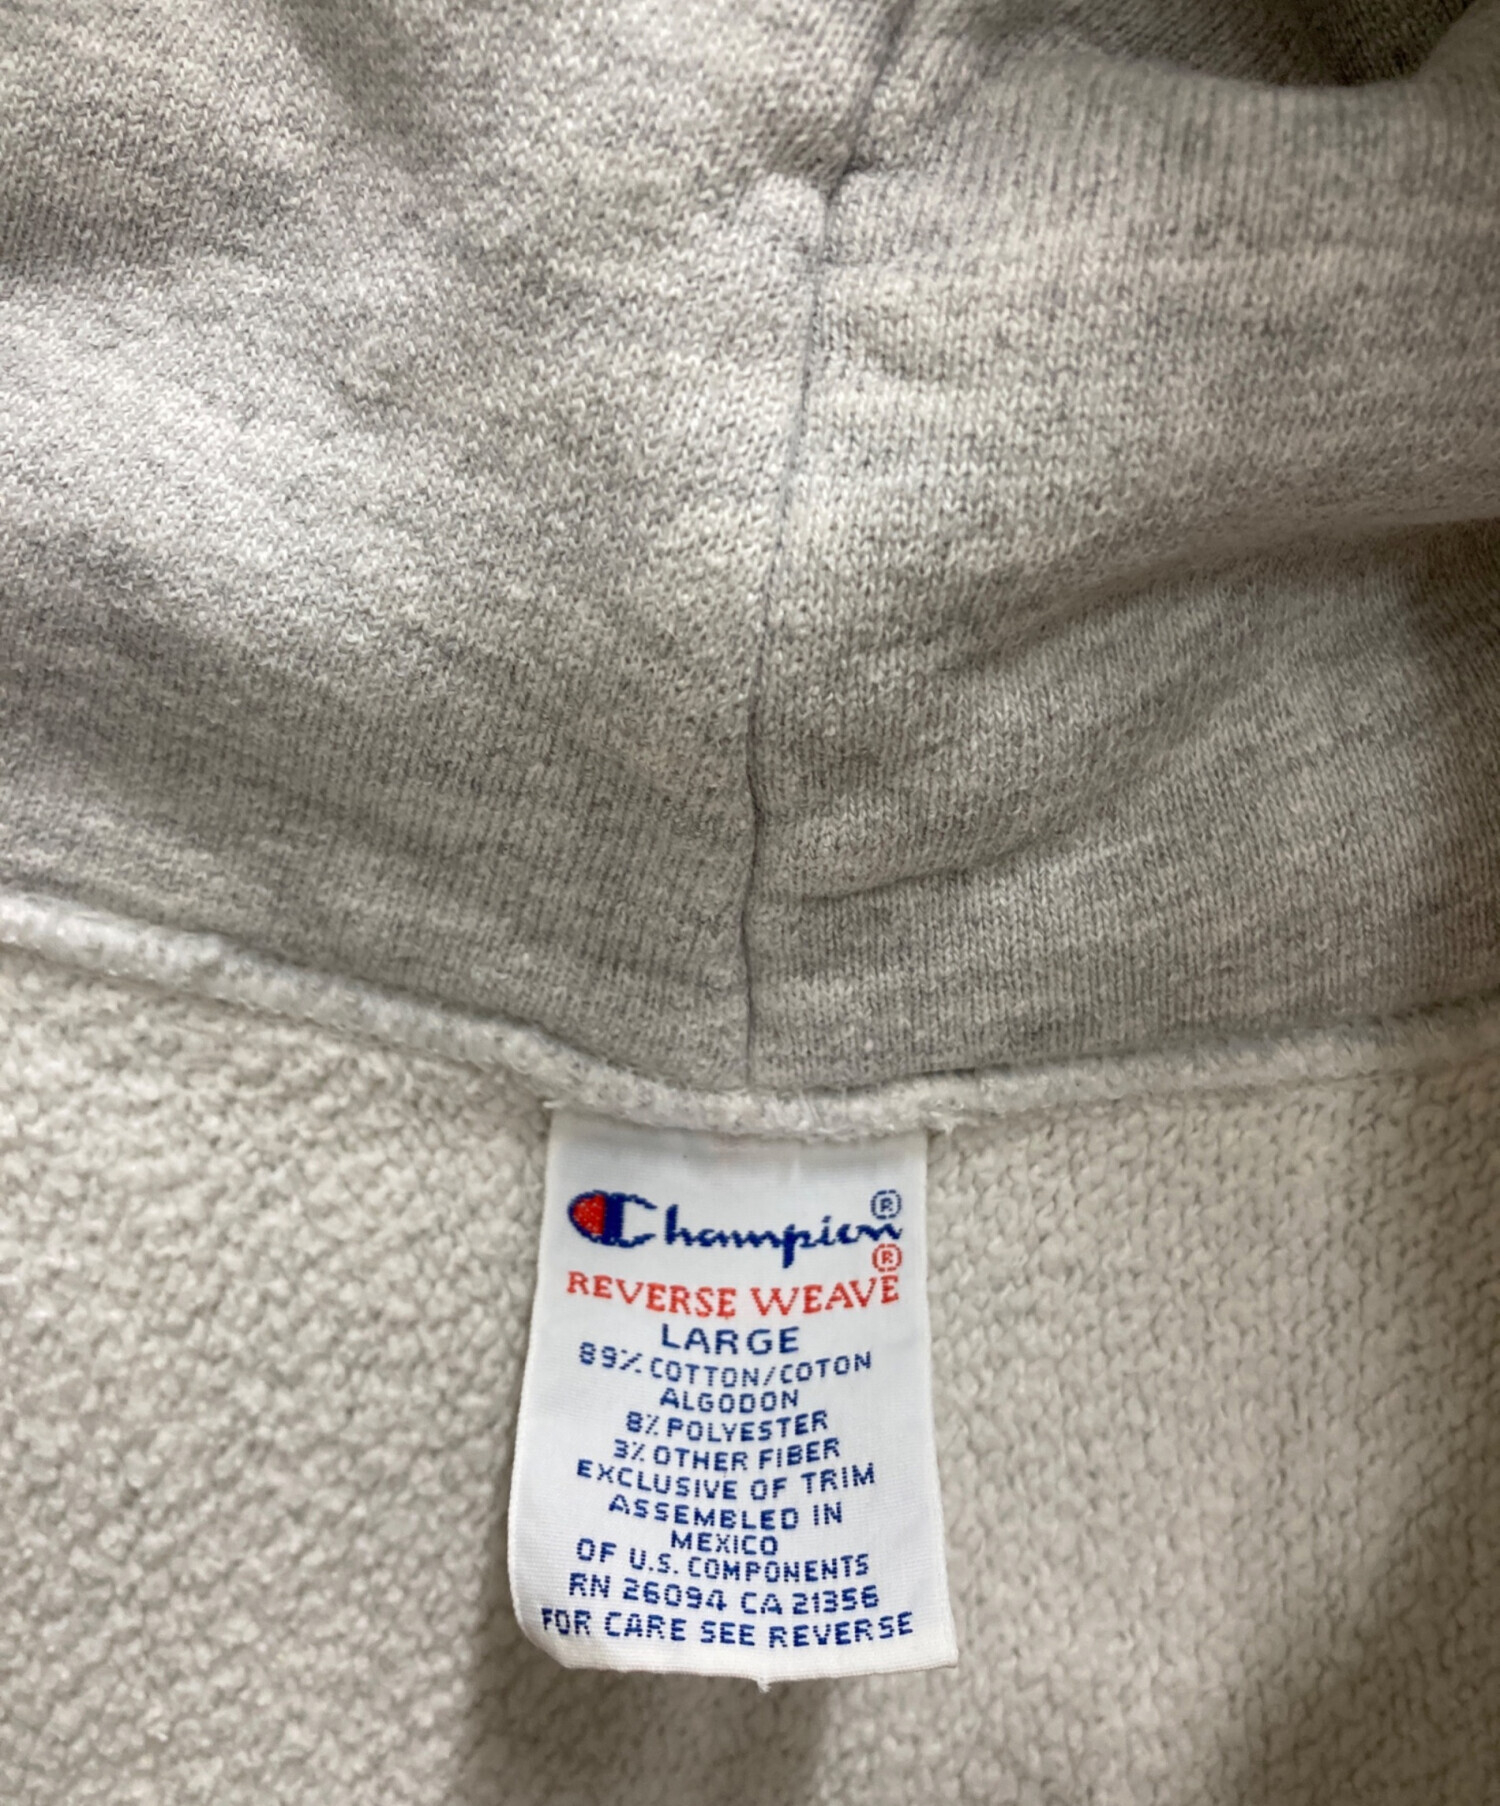 Champion®
REVERSE WEAVE®
LARGE
89% COTTON/COTON
ALGODON
8% POLYESTER
3% OTHER FIBER
EXCLUSIVE OF TRIM
ASSEMBLED IN
MEXICO
OF U.S. COMPONENTS
RN 26094 CA 21356
FOR CARE SEE REVERSE